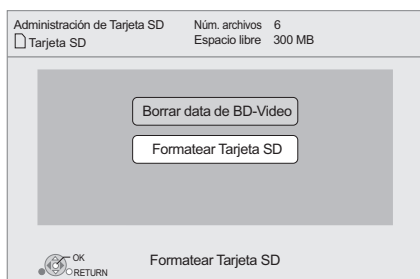 Administración de Tarjeta SD Núm. archivos 6
Tarjeta SD Espacio libre 300 MB
Borrar data de BD-Video
Formatear Tarjeta SD
OK
RETURN
Formatear Tarjeta SD